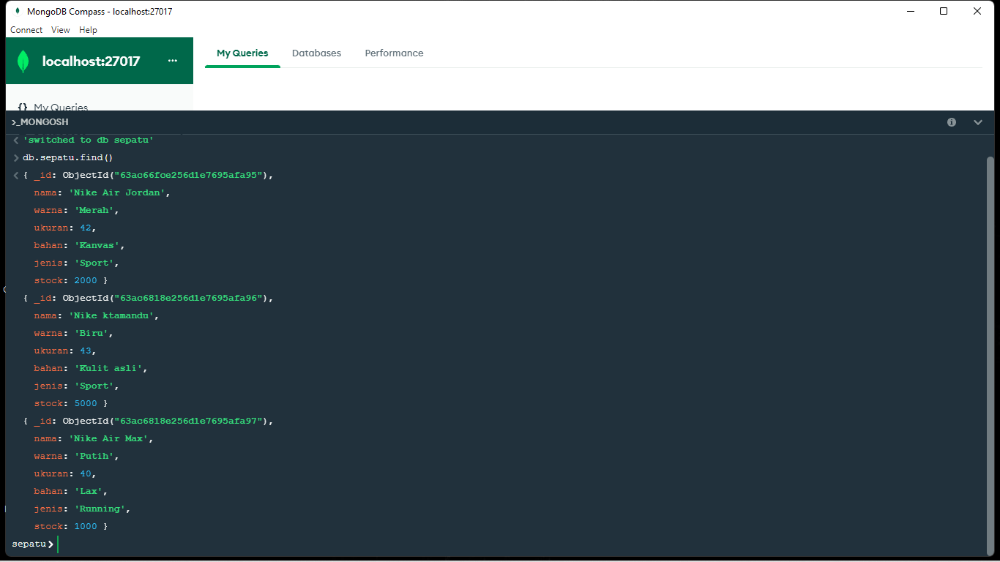 MongoDB Compass - localhost:27017
Connect View Help
localhost:27017 ...
My Queries Databases Performance
{} My Queries
>_MONGOSH
'switched to db sepatu'
db.sepatu.find()
{ _id: ObjectId("63ac66fce256d1e7695afa95"),
nama: 'Nike Air Jordan',
warna: 'Merah',
ukuran: 42,
bahan: 'Kanvas',
jenis: 'Sport',
stock: 2000 }
{ _id: ObjectId("63ac6818e256d1e7695afa96"),
nama: 'Nike ktamandu',
warna: 'Biru',
ukuran: 43,
bahan: 'Kulit asli',
jenis: 'Sport',
stock: 5000 }
{ _id: ObjectId("63ac6818e256d1e7695afa97"),
nama: 'Nike Air Max',
warna: 'Putih',
ukuran: 40,
bahan: 'Lax',
jenis: 'Running',
stock: 1000 }
sepatu>